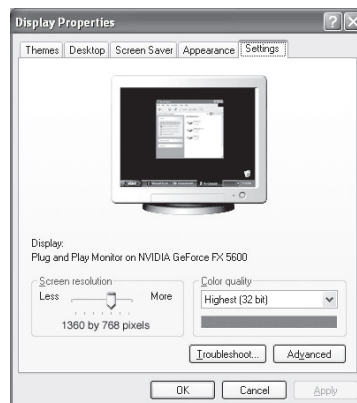 Display Properties
Themes Desktop Screen Saver Appearance Settings
Display:
Plug and Play Monitor on NVIDIA GeForce FX 5600
Screen resolution
Less More
1360 by 768 pixels
Color quality
Highest (32 bit)
Troubleshoot... Advanced
OK Cancel Apply